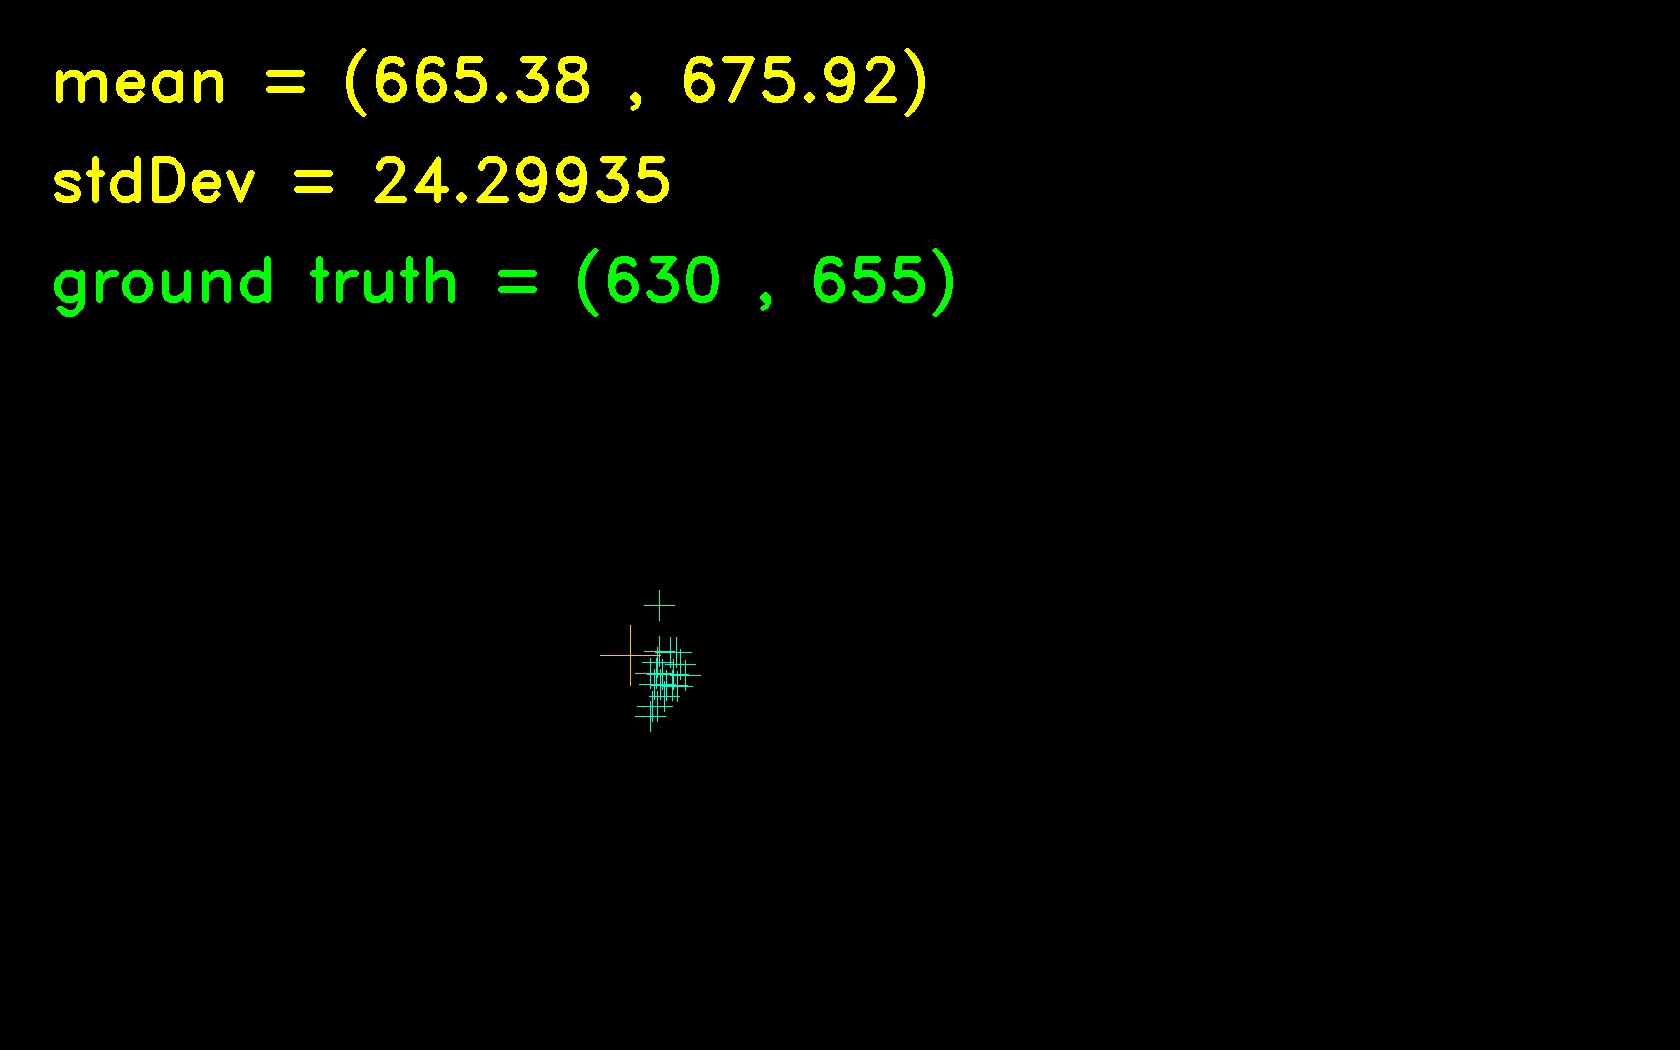 mean = (665.38 , 675.92)
stdDev = 24.29935
ground truth = (630 , 655)